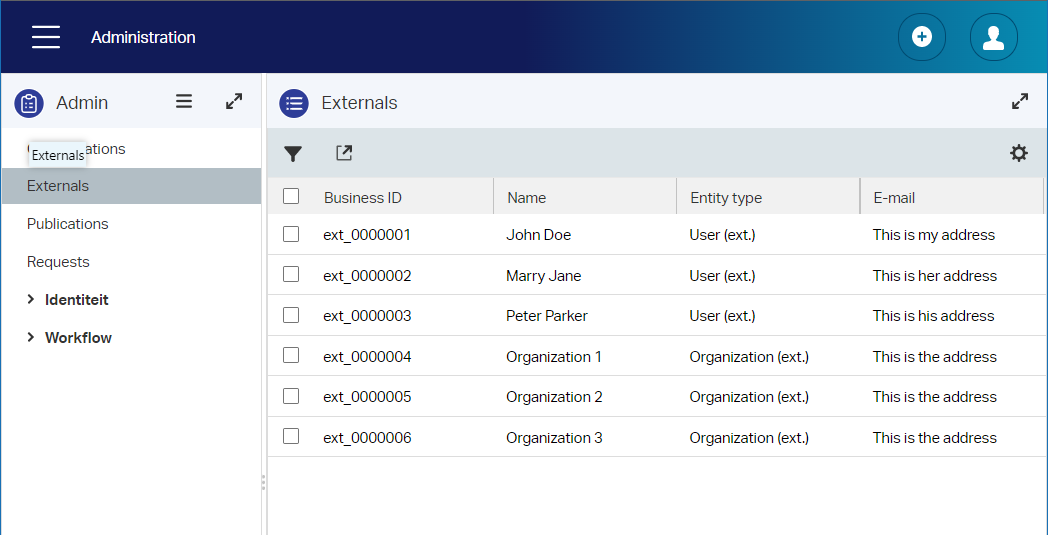 Administration
Admin
Externals
ations
Externals
Externals
Publications
Requests
Identiteit
Workflow
Externals
Business ID Name Entity type E-mail
ext_0000001 John Doe User (ext.) This is my address
ext_0000002 Marry Jane User (ext.) This is her address
ext_0000003 Peter Parker User (ext.) This is his address
ext_0000004 Organization 1 Organization (ext.) This is the address
ext_0000005 Organization 2 Organization (ext.) This is the address
ext_0000006 Organization 3 Organization (ext.) This is the address